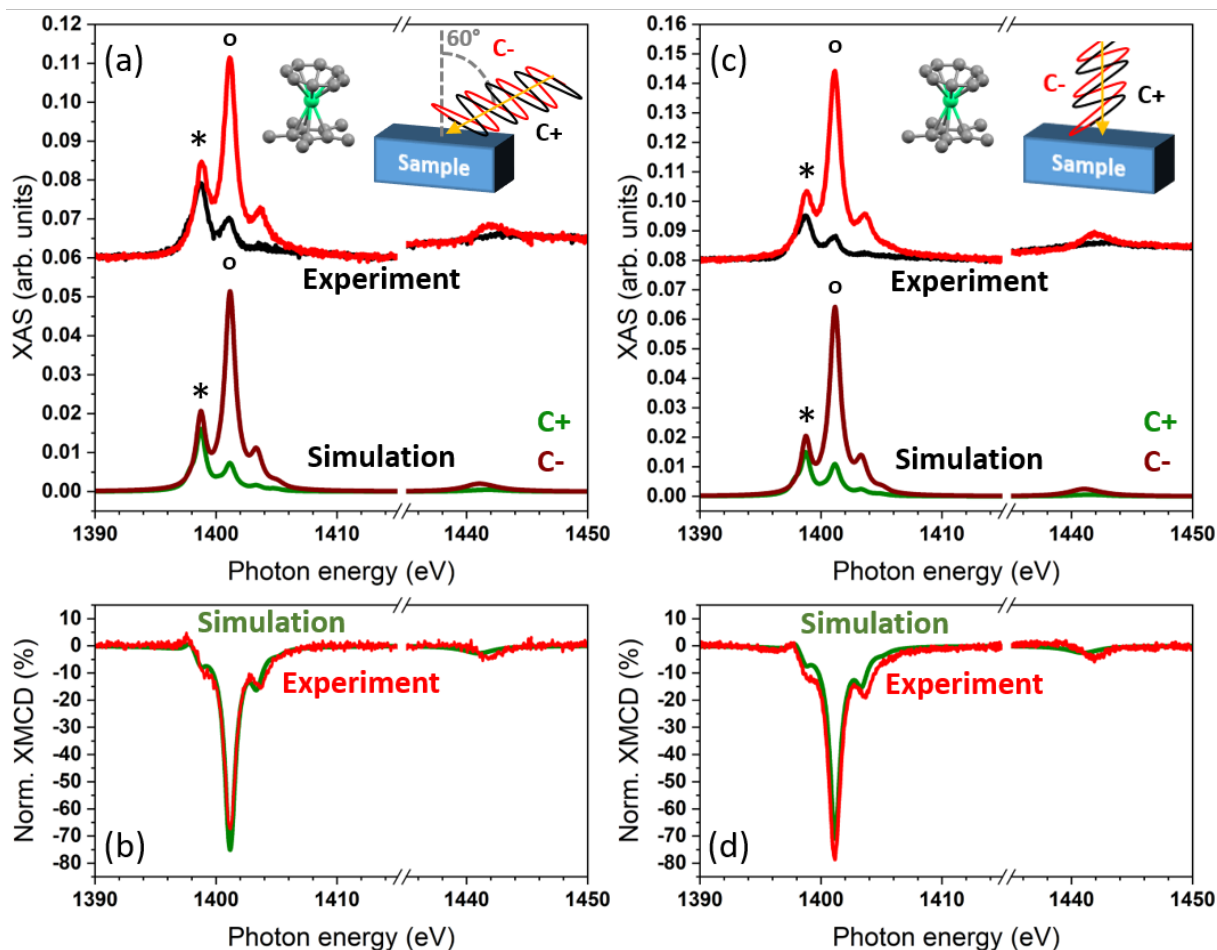 (a)
0.12
0.11
0.10
0.09
0.08
0.07
0.06
0.05
0.04
0.03
0.02
0.01
0.00
XAS (arb. units)
o
*
60°
C-
C+
Sample
Experiment
o
*
C+
Simulation
C-
1390
1400
1410
1440
1450
Photon energy (eV)
(c)
0.16
0.15
0.14
0.13
0.12
0.11
0.10
0.09
0.08
0.07
0.06
0.05
0.04
0.03
0.02
0.01
0.00
XAS (arb. units)
o
*
C-
C+
Sample
Experiment
o
*
C+
Simulation
C-
1390
1400
1410
1440
1450
Photon energy (eV)
10
0
-10
-20
-30
-40
-50
-60
-70
-80
Norm. XMCD (%)
Simulation
Experiment
(b)
1390
1400
1410
1440
1450
Photon energy (eV)
10
0
-10
-20
-30
-40
-50
-60
-70
-80
Norm. XMCD (%)
Simulation
Experiment
(d)
1390
1400
1410
1440
1450
Photon energy (eV)